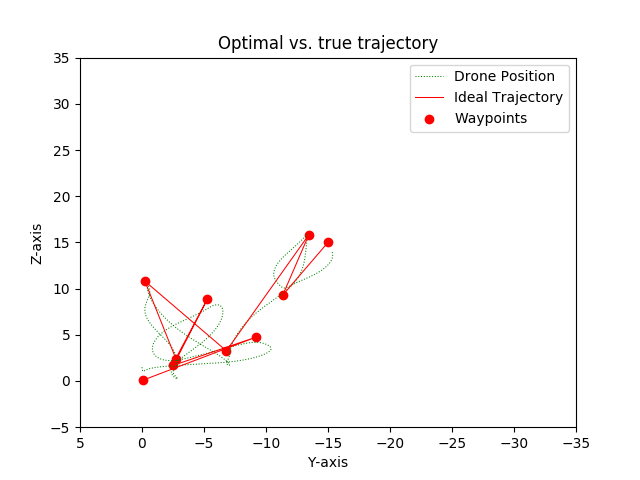 Optimal vs. true trajectory
Drone Position
Ideal Trajectory
Waypoints
Z-axis
35
30
25
20
15
10
5
0
−5
5 0 −5 −10 −15 −20 −25 −30 −35
Y-axis